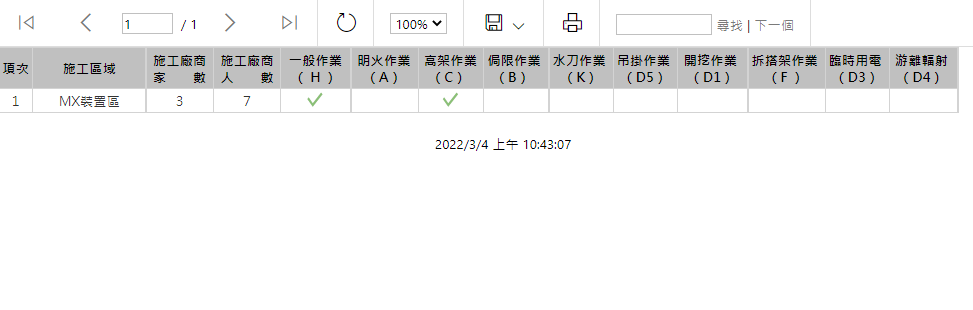 1 / 1 100% 尋找 | 下一個
項次 施工區域 施工廠商家數 施工廠商人數 一般作業（H） 明火作業（A） 高架作業（C） 侷限作業（B） 水刀作業（K） 吊掛作業（D5） 開挖作業（D1） 拆搭架作業（F） 臨時用電（D3） 游離輻射（D4）
1 MX裝置區 3 7 ✓ ✓
2022/3/4 上午 10:43:07